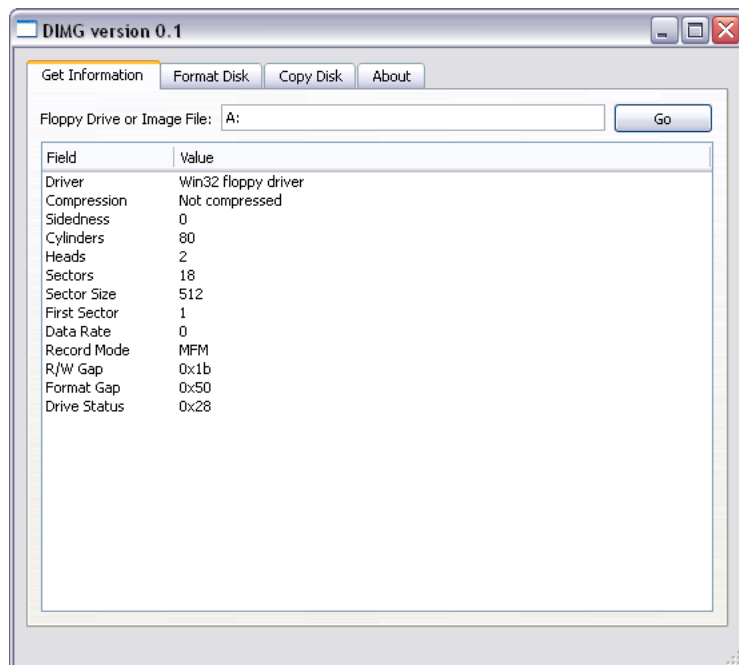 DIMG version 0.1
Get Information Format Disk Copy Disk About
Floppy Drive or Image File: A: Go
Field Value
Driver Win32 floppy driver
Compression Not compressed
Sidedness 0
Cylinders 80
Heads 2
Sectors 18
Sector Size 512
First Sector 1
Data Rate 0
Record Mode MFM
R/W Gap 0x1b
Format Gap 0x50
Drive Status 0x28